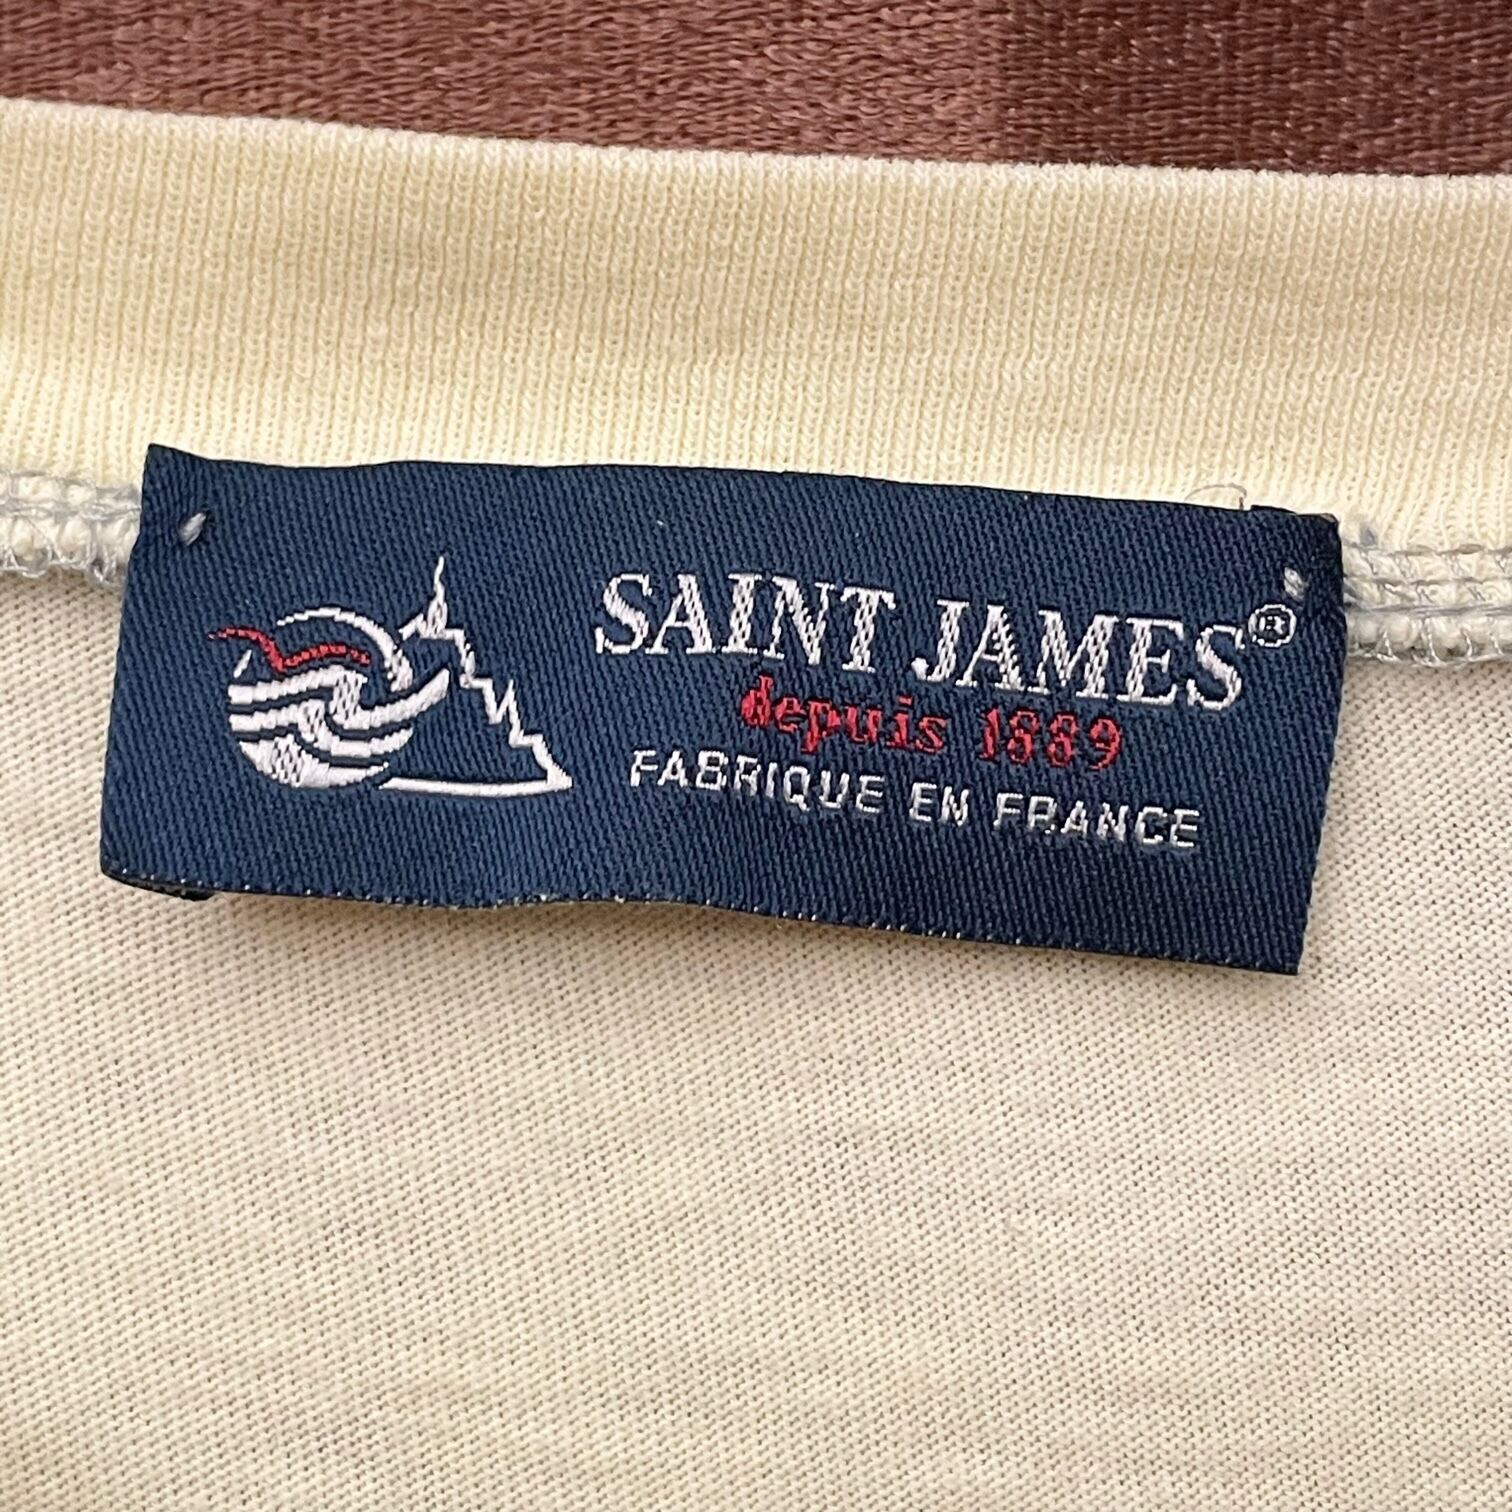 SAINT JAMES®
depuis 1889
FABRIQUE EN FRANCE